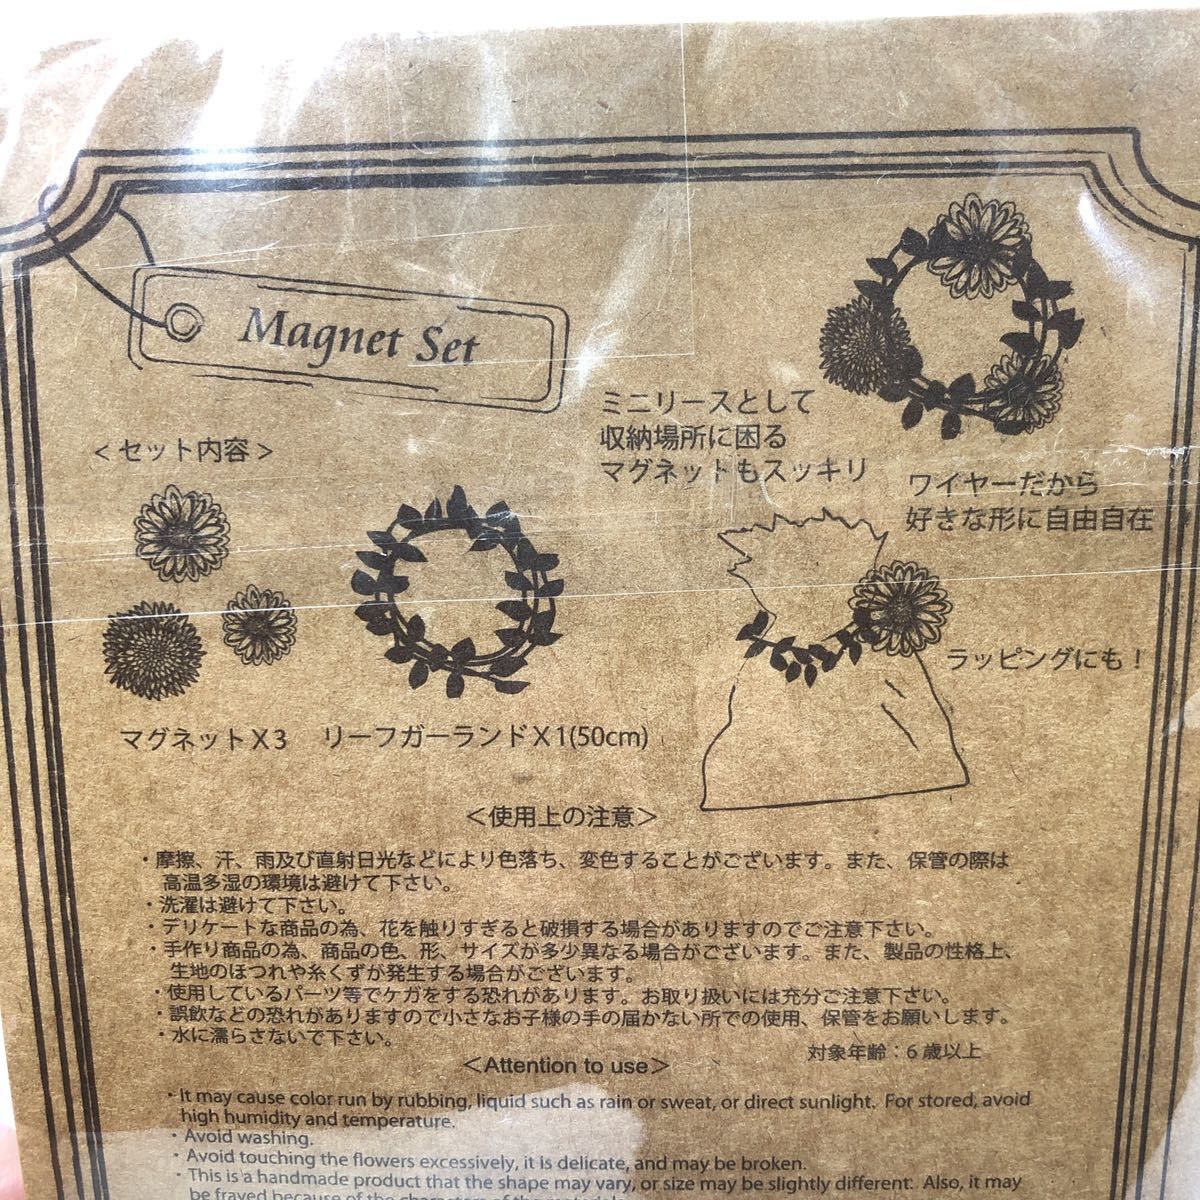 Magnet Set
ミニリースとして
収納場所に困る
マグネットもスッキリ
＜セット内容＞
ワイヤーだから
好きな形に自由自在
ラッピングにも！
マグネットX3　リーフガーランドX1(50cm)
＜使用上の注意＞
・摩擦、汗、雨及び直射日光などにより色落ち、変色することがございます。また、保管の際は
高温多湿の環境は避けて下さい。
・洗濯は避けて下さい。
・デリケートな商品の為、花を触りすぎると破損する場合がありますのでご注意下さい。
・手作り商品の為、商品の色、形、サイズが多少異なる場合がございます。また、製品の性格上、
生地のほつれや糸くずが発生する場合がございます。
・使用しているパーツ等でケガをする恐れがあります。お取り扱いには充分ご注意下さい。
・誤飲などの恐れがありますので小さなお子様の手の届かない所での使用、保管をお願いします。
・水に濡らさないで下さい。
対象年齢：6歳以上
＜Attention to use＞
・It may cause color run by rubbing, liquid such as rain or sweat, or direct sunlight. For stored, avoid
high humidity and temperature.
・Avoid washing.
・Avoid touching the flowers excessively, it is delicate, and may be broken.
・This is a handmade product that the shape may vary, or size may be slightly different. Also, it may
be frayed because of the